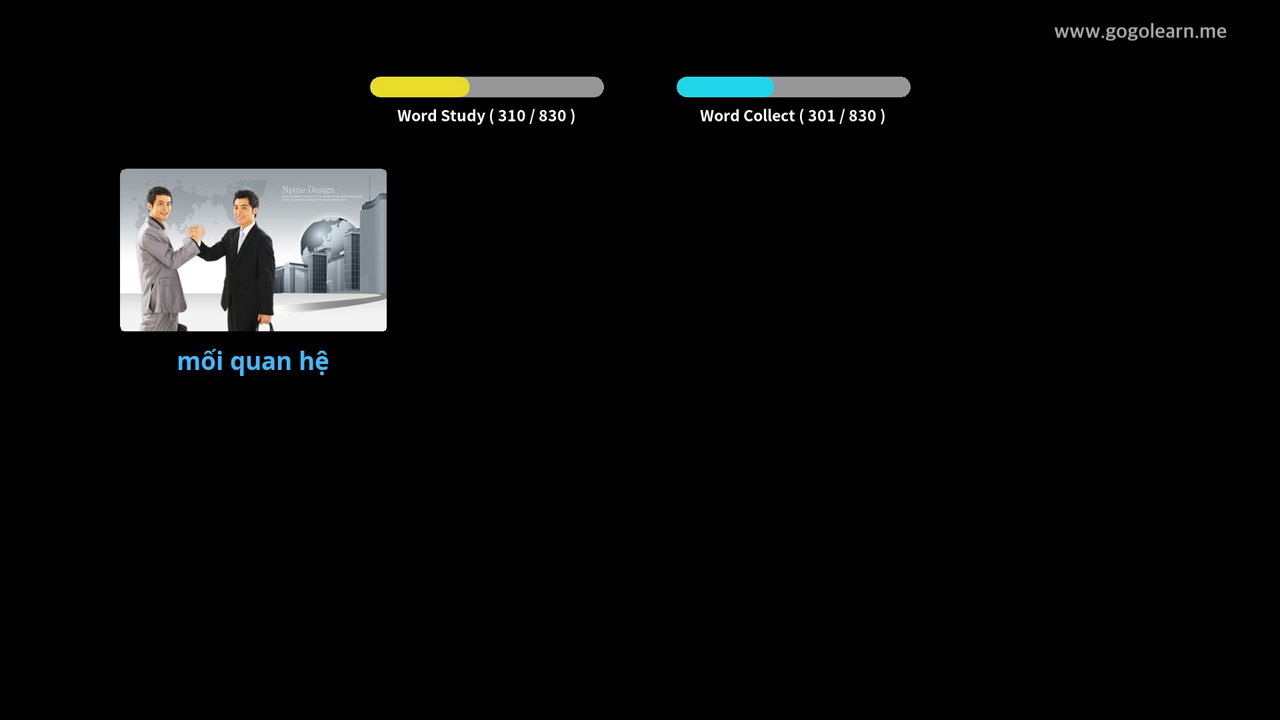 www.gogolearn.me
Word Study ( 310 / 830 )
Word Collect ( 301 / 830 )
Npine Design
mối quan hệ